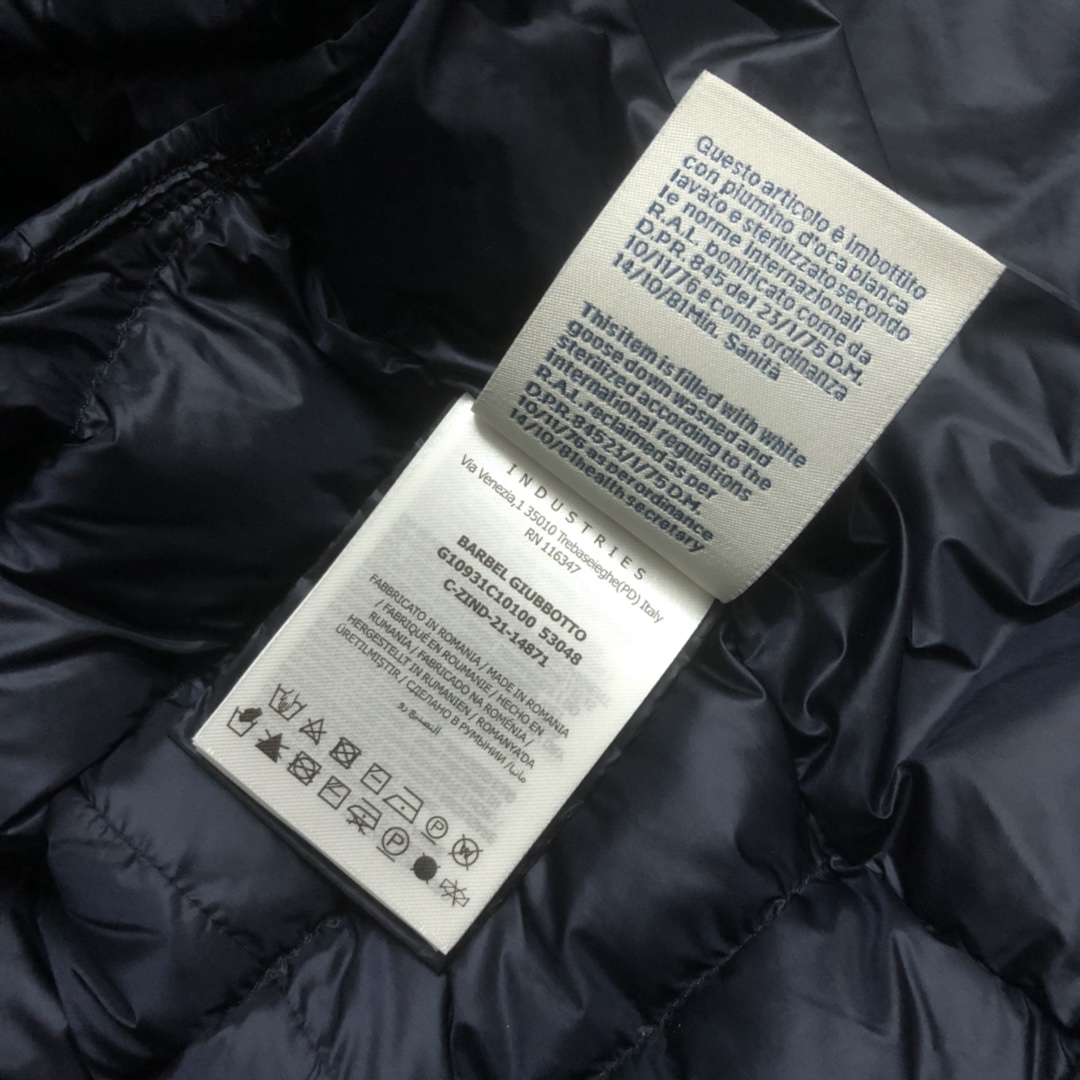 Questo articolo è imbottito
con piumino d'oca bianca
lavato e sterilizzato secondo
le norme internazionali
R.A.L. bonificato come da
D.P.R. 845 del 23/1/75 D.M.
10/11/76 e come ordinanza
14/10/81 Min. Sanità
This item is filled with white
goose down washed and
sterilized according to the
international regulations
R.A.L. reclaimed as per
D.P.R. 845 23/1/75 D.M.
10/11/76 - as per ordinance
14/10/81 health secretary
INDUSTRIES
Via Venezia,1 35010 Trebaseleghe(PD) Italy
RN 116347
BARBEL GIUBBOTTO
G10931C10100 53048
C-ZIND-21-14871
FABBRICATO IN ROMANIA / MADE IN ROMANIA
/ FABRIQUÉ EN ROUMANIE / HECHO EN
RUMANIA / FABRICADO NA ROMÉNIA /
HERGESTELLT IN RUMÄNIEN / ROMANYA'DA
ÜRETILMIŞTIR / СДЕЛАНО В РУМЫНИИ /
P
P